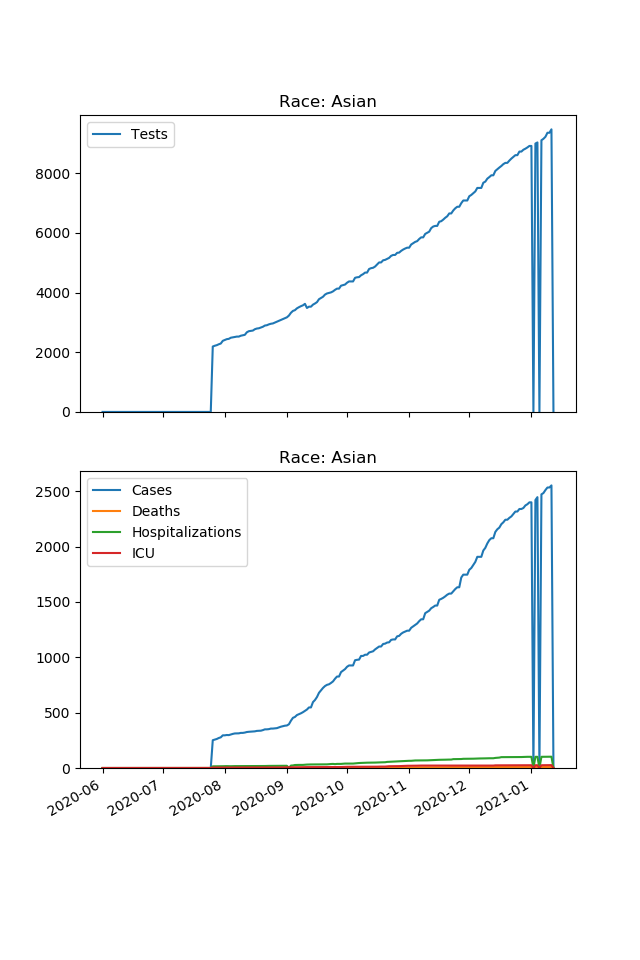 Race: Asian
Tests
8000
6000
4000
2000
0
Race: Asian
Cases
Deaths
Hospitalizations
ICU
2500
2000
1500
1000
500
0
2020-06
2020-07
2020-08
2020-09
2020-10
2020-11
2020-12
2021-01